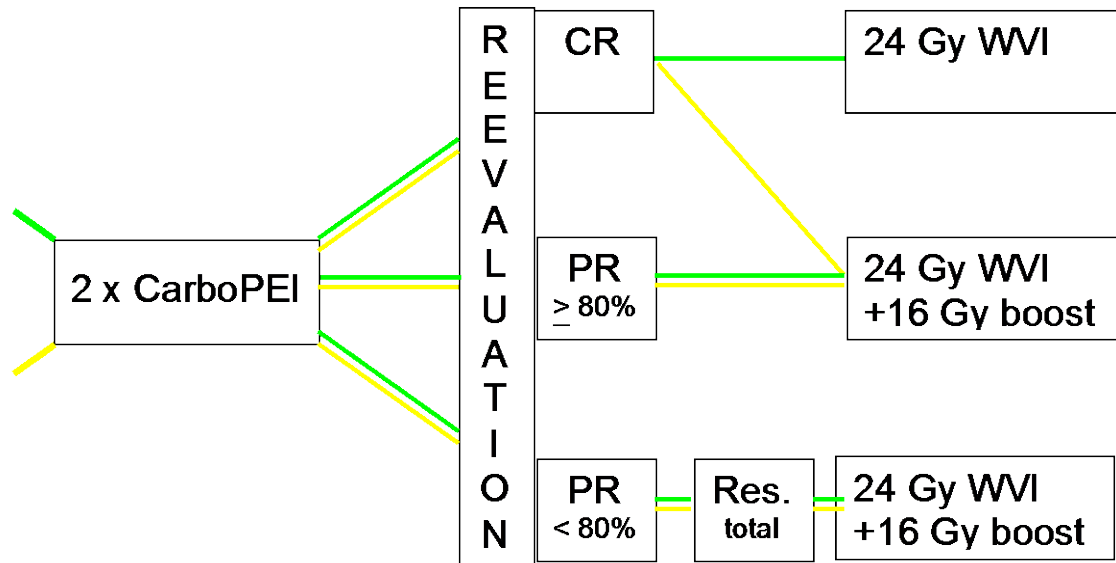 2 x CarboPEI
REEVALUATION
CR
24 Gy WVI
PR
≥ 80%
24 Gy WVI
+16 Gy boost
PR
< 80%
Res.
total
24 Gy WVI
+16 Gy boost